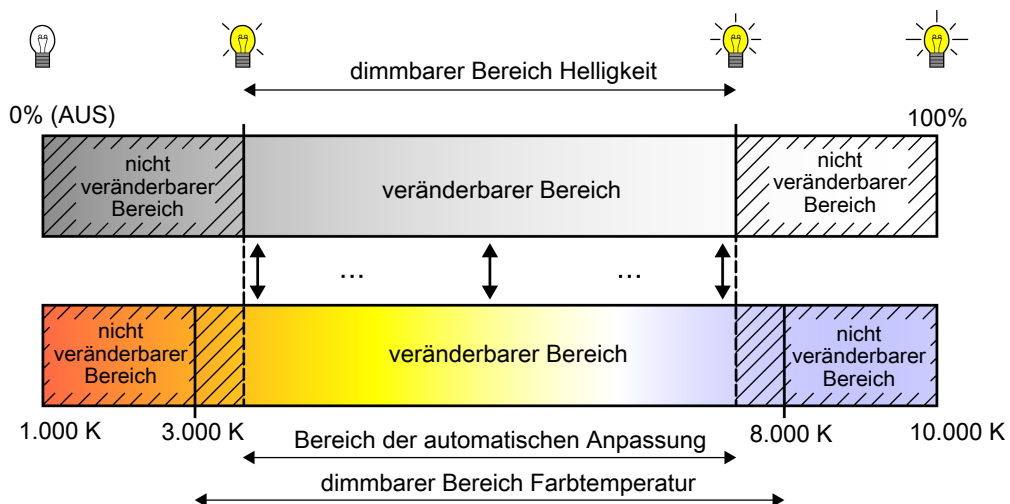 dimmbarer Bereich Helligkeit
0% (AUS)
100%
nicht
veränderbarer
Bereich
veränderbarer Bereich
nicht
veränderbarer
Bereich
...
...
nicht
veränderbarer
Bereich
veränderbarer Bereich
nicht
veränderbarer
Bereich
1.000 K
3.000 K
8.000 K
10.000 K
Bereich der automatischen Anpassung
dimmbarer Bereich Farbtemperatur